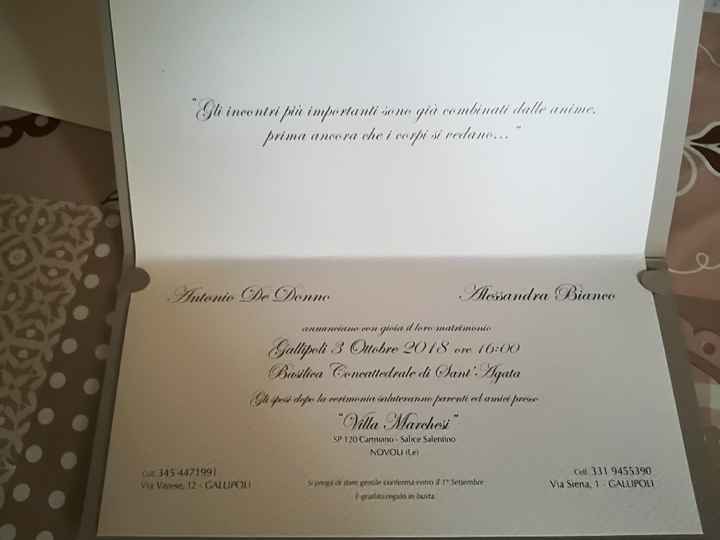 "Gli incontri più importanti sono già combinati dalle anime,
prima ancora che i corpi si vedano..."
Antonio De Donno
Alessandra Bianco
annunciano con gioia il loro matrimonio
Gallipoli 3 Ottobre 2018 ore 16:00
Basilica Concattedrale di Sant'Agata
Gli sposi dopo la cerimonia saluteranno parenti ed amici presso
"Villa Marchesi"
SP 120 Carmiano - Salice Salentino
NOVOLI (Le)
Cell. 345 4471991
Via Varese, 12 - GALLIPOLI
Si prega di dare gentile conferma entro il 1° Settembre
È gradito regalo in busta.
Cell. 331 9455390
Via Siena, 1 - GALLIPOLI